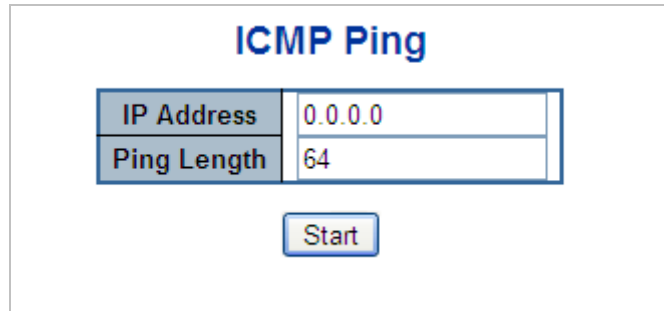 ICMP Ping
IP Address 0.0.0.0
Ping Length 64
Start